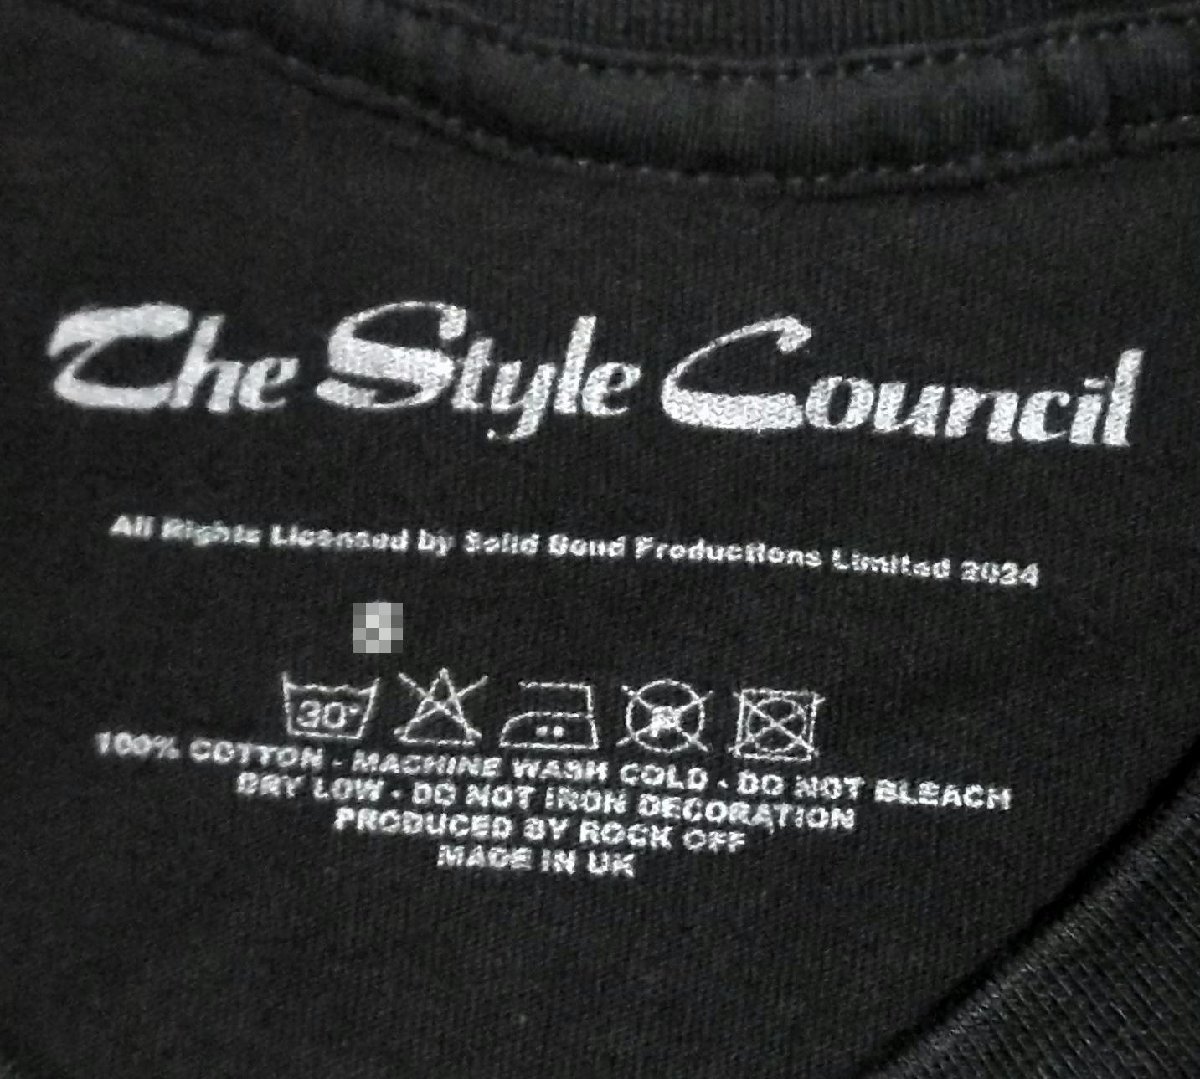 The Style Council
All Rights Licensed by Solid Bond Productions Limited 2024
30°
P
100% COTTON - MACHINE WASH COLD - DO NOT BLEACH
DRY LOW - DO NOT IRON DECORATION
PRODUCED BY ROCK OFF
MADE IN UK